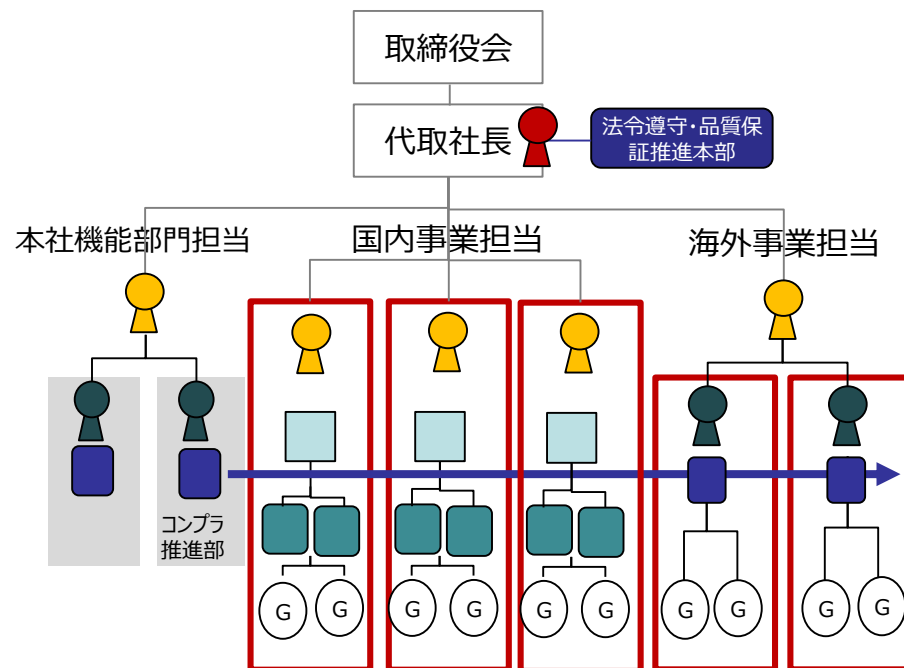 取締役会
代取社長
法令遵守・品質保
証推進本部
本社機能部門担当
国内事業担当
海外事業担当
コンプラ
推進部
G
G
G
G
G
G
G
G
G
G